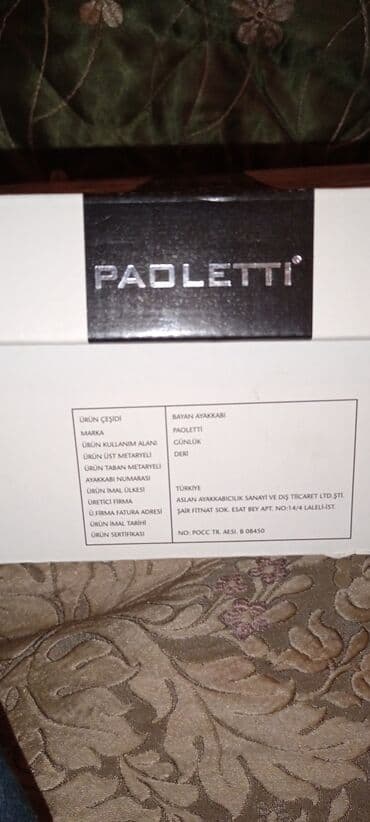 PAOLETTI®
ÜRÜN ÇEŞİDİ BAYAN AYAKKABI
MARKA PAOLETTİ
ÜRÜN KULLANIM ALANI GÜNLÜK
ÜRÜN ÜST METARYELİ DERİ
ÜRÜN TABAN METARYELİ
AYAKKABI NUMARASI
ÜRÜN İMAL ÜLKESİ TÜRKİYE
ÜRETİCİ FİRMA ASLAN AYAKKABICILIK SANAYİ VE DIŞ TİCARET LTD.ŞTİ.
Ü.FİRMA FATURA ADRESİ ŞAİR FİTNAT SOK. ESAT BEY APT. NO:14/4 LALELİ-İST.
ÜRÜN İMAL TARİHİ
ÜRÜN SERTİFİKASI NO: POCC TR. AESI. B 08450